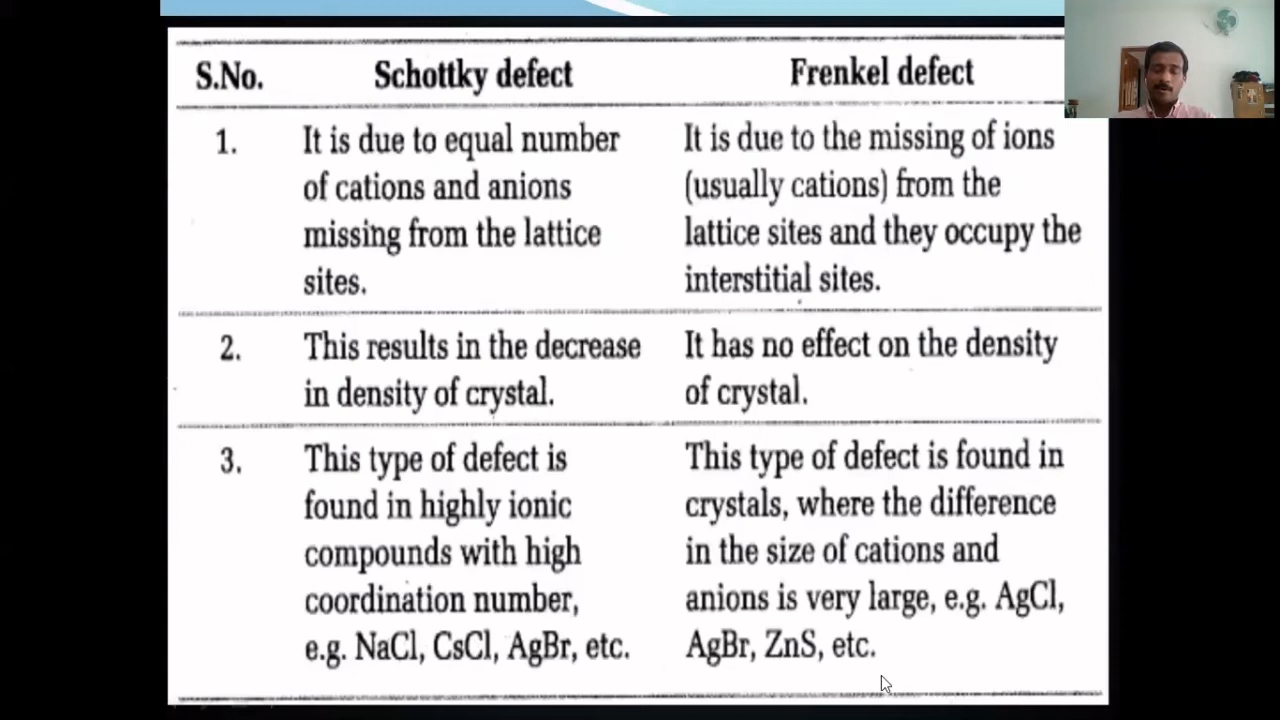 S.No. Schottky defect Frenkel defect
1. It is due to equal number It is due to the missing of ions
of cations and anions (usually cations) from the
missing from the lattice lattice sites and they occupy the
sites. interstitial sites.
2. This results in the decrease It has no effect on the density
in density of crystal. of crystal.
3. This type of defect is This type of defect is found in
found in highly ionic crystals, where the difference
compounds with high in the size of cations and
coordination number, anions is very large, e.g. AgCl,
e.g. NaCl, CsCl, AgBr, etc. AgBr, ZnS, etc.